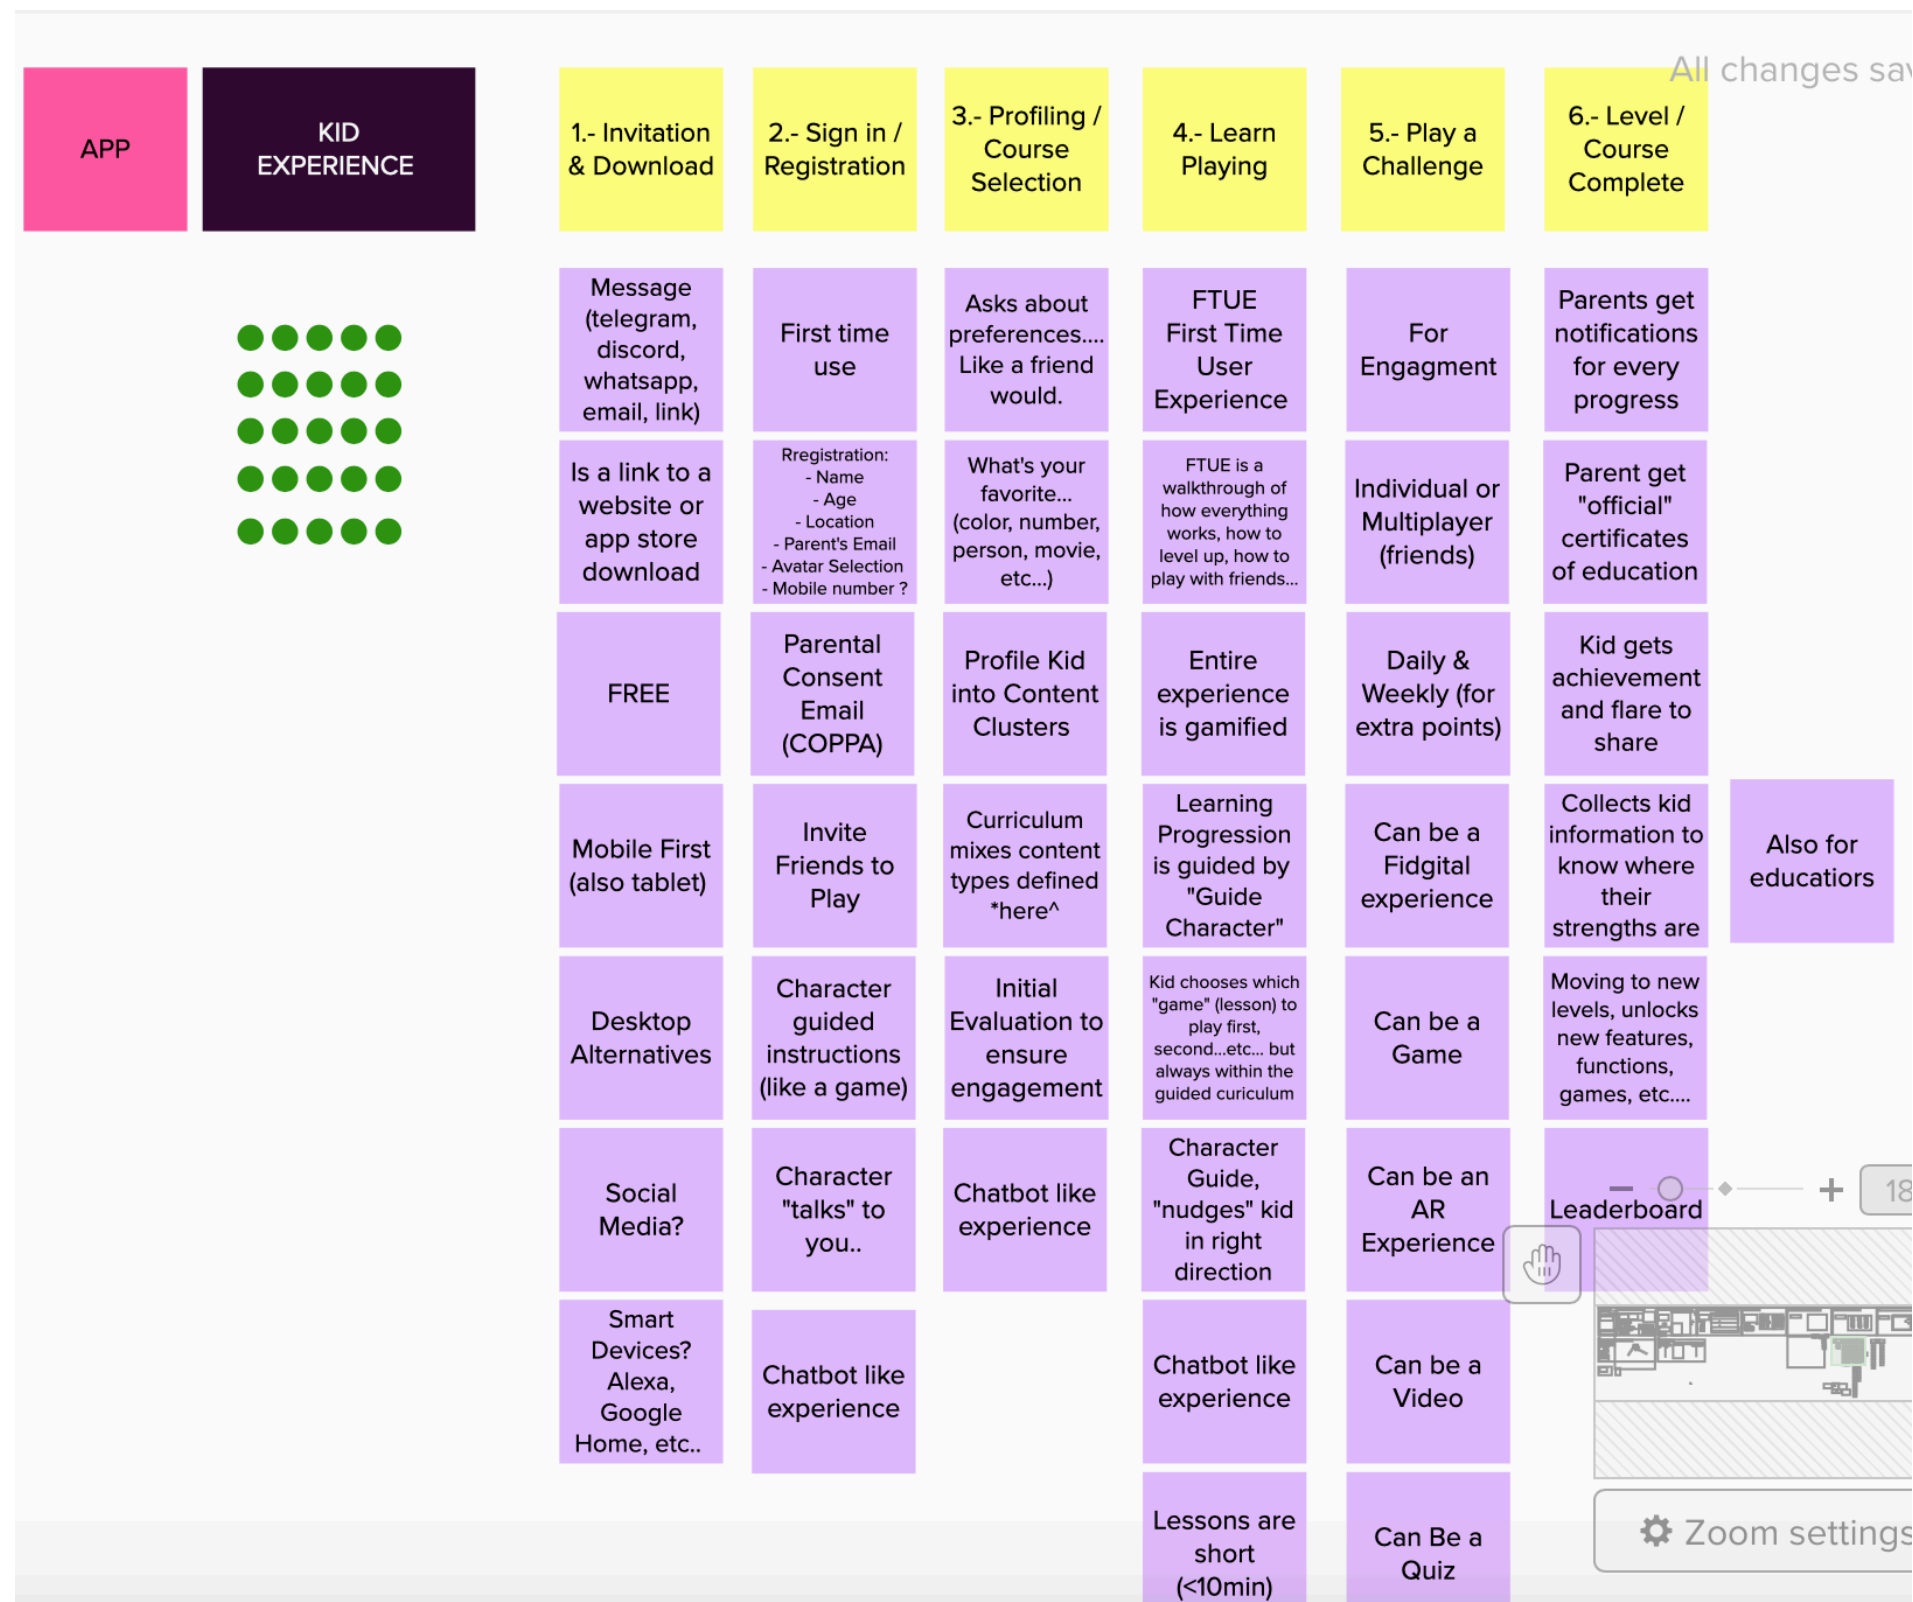 All changes sav
APP
KID
EXPERIENCE
1.- Invitation
& Download
2.- Sign in /
Registration
3.- Profiling /
Course
Selection
4.- Learn
Playing
5.- Play a
Challenge
6.- Level /
Course
Complete
Message
(telegram,
discord,
whatsapp,
email, link)
First time
use
Asks about
preferences....
Like a friend
would.
FTUE
First Time
User
Experience
For
Engagment
Parents get
notifications
for every
progress
Is a link to a
website or
app store
download
Rregistration:
- Name
- Age
- Location
- Parent's Email
- Avatar Selection
- Mobile number ?
What's your
favorite...
(color, number,
person, movie,
etc...)
FTUE is a
walkthrough of
how everything
works, how to
level up, how to
play with friends...
Individual or
Multiplayer
(friends)
Parent get
"official"
certificates
of education
FREE
Parental
Consent
Email
(COPPA)
Profile Kid
into Content
Clusters
Entire
experience
is gamified
Daily &
Weekly (for
extra points)
Kid gets
achievement
and flare to
share
Mobile First
(also tablet)
Invite
Friends to
Play
Curriculum
mixes content
types defined
*here^
Learning
Progression
is guided by
"Guide
Character"
Can be a
Fidgital
experience
Collects kid
information to
know where
their
strengths are
Also for
educatiors
Desktop
Alternatives
Character
guided
instructions
(like a game)
Initial
Evaluation to
ensure
engagement
Kid chooses which
"game" (lesson) to
play first,
second...etc... but
always within the
guided curiculum
Can be a
Game
Moving to new
levels, unlocks
new features,
functions,
games, etc....
Social
Media?
Character
"talks" to
you..
Chatbot like
experience
Character
Guide,
"nudges" kid
in right
direction
Can be an
AR
Experience
Leaderboard
18
Smart
Devices?
Alexa,
Google
Home, etc..
Chatbot like
experience
Chatbot like
experience
Can be a
Video
Lessons are
short
(<10min)
Can Be a
Quiz
Zoom settings